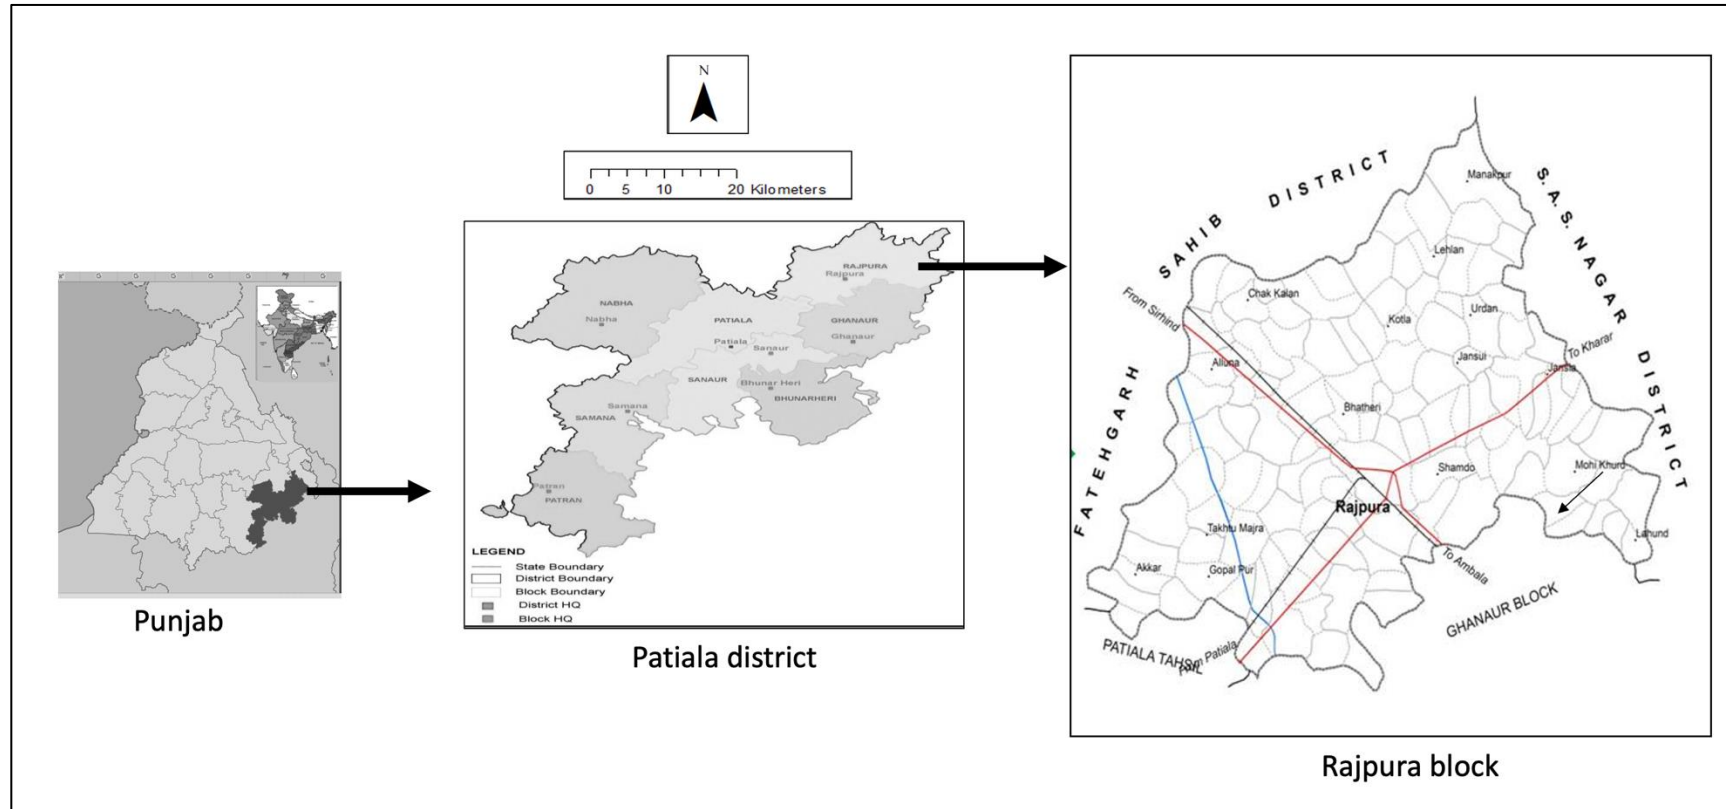 N
0 5 10 20 Kilometers
RAJPURA
Rajpura
NABHA
Nabha
PATIALA
Patiala
GHANAUR
Ghanaur
Sanaur
SANAUR
Bhunar Heri
BHUNARHERI
Samana
SAMANA
Patran
PATRAN
LEGEND
State Boundary
District Boundary
Block Boundary
District HQ
Block HQ
Punjab
Patiala district
FATEHGARH SAHIB DISTRICT
S.A.S. NAGAR DISTRICT
Manakpur
Lehlan
Chak Kalan
From Sirhind
Urdan
Kotla
To Kharar
Alluna
Jansui
Jansla
Bhatheri
Shamdo
Mohi Khurd
Rajpura
Takhtu Majra
Lahund
To Ambala
Akkar
Gopal Pur
GHANAUR BLOCK
PATIALA TAHSIL
Patiala
Rajpura block